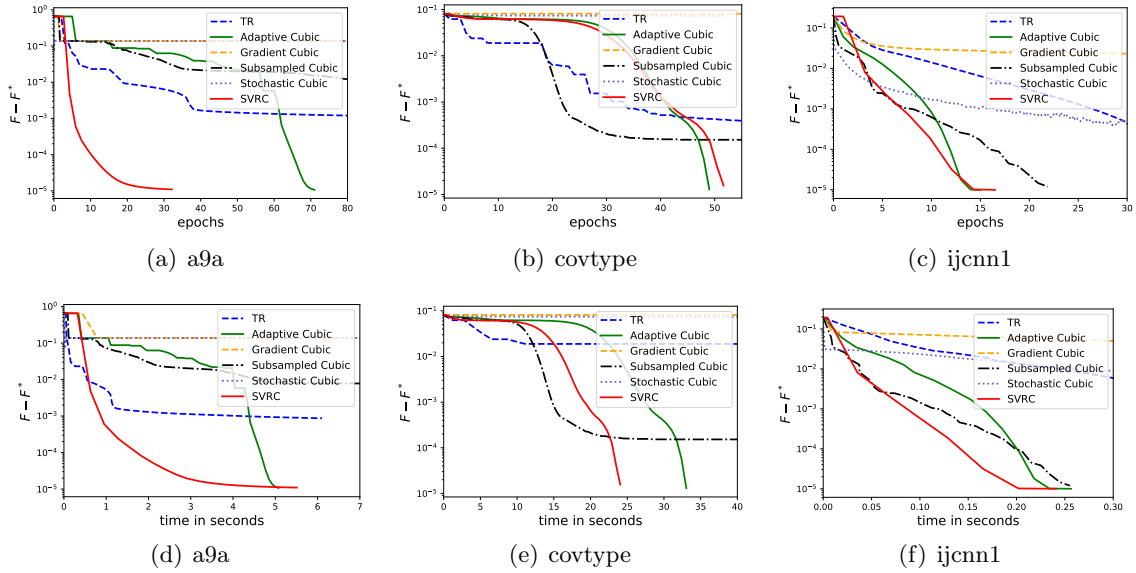 10⁰
10⁻¹
10⁻²
10⁻³
10⁻⁴
10⁻⁵
F − F*
0 10 20 30 40 50 60 70 80
epochs
TR
Adaptive Cubic
Gradient Cubic
Subsampled Cubic
Stochastic Cubic
SVRC
(a) a9a
10⁻¹
10⁻²
10⁻³
10⁻⁴
10⁻⁵
F − F*
0 10 20 30 40 50
epochs
TR
Adaptive Cubic
Gradient Cubic
Subsampled Cubic
Stochastic Cubic
SVRC
(b) covtype
10⁻¹
10⁻²
10⁻³
10⁻⁴
10⁻⁵
F − F*
0 5 10 15 20 25 30
epochs
TR
Adaptive Cubic
Gradient Cubic
Subsampled Cubic
Stochastic Cubic
SVRC
(c) ijcnn1
10⁰
10⁻¹
10⁻²
10⁻³
10⁻⁴
10⁻⁵
F − F*
0 1 2 3 4 5 6 7
time in seconds
TR
Adaptive Cubic
Gradient Cubic
Subsampled Cubic
Stochastic Cubic
SVRC
(d) a9a
10⁻¹
10⁻²
10⁻³
10⁻⁴
10⁻⁵
F − F*
0 5 10 15 20 25 30 35 40
time in seconds
TR
Adaptive Cubic
Gradient Cubic
Subsampled Cubic
Stochastic Cubic
SVRC
(e) covtype
10⁻¹
10⁻²
10⁻³
10⁻⁴
10⁻⁵
F − F*
0.00 0.05 0.10 0.15 0.20 0.25 0.30
time in seconds
TR
Adaptive Cubic
Gradient Cubic
Subsampled Cubic
Stochastic Cubic
SVRC
(f) ijcnn1